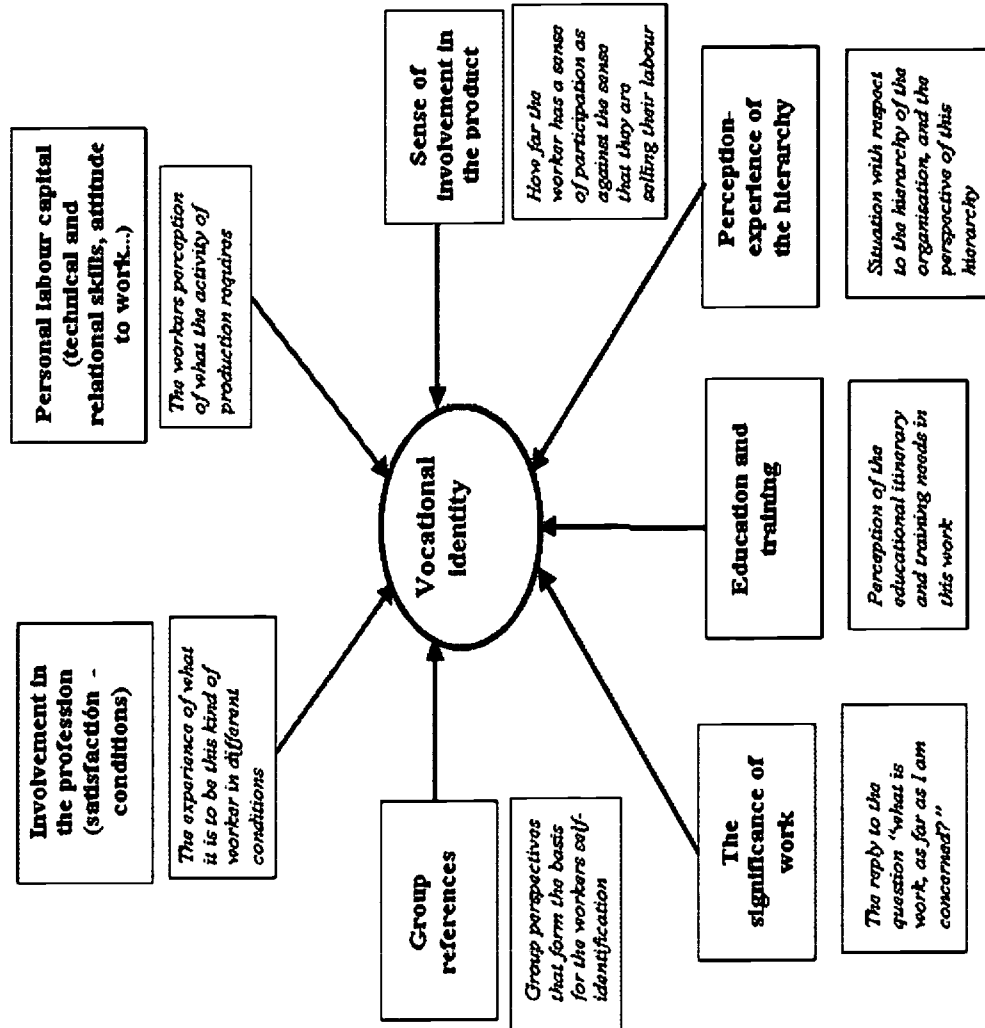 Involvement in
the profession
(satisfactión -
conditions)
The experience of what
it is to be this kind of
worker in different
conditions
Personal labour capital
(technical and
relational skills, attitude
to work...)
The workers perception
of what the activity of
production requires
Group
references
Group perspectives
that form the basis
for the workers self-
identification
Vocational
identity
Sense of
involvement in
the product
How far the
worker has a sense
of participation as
against the sense
that they are
selling their labour
The
significance of
work
The reply to the
question "what is
work, as far as I am
concerned?"
Education and
training
Perception of the
educational itinerary
and training needs in
this work
Perception-
experience of
the hierarchy
Situation with respect
to the hierarchy of the
organisation, and the
perspective of this
hierarchy